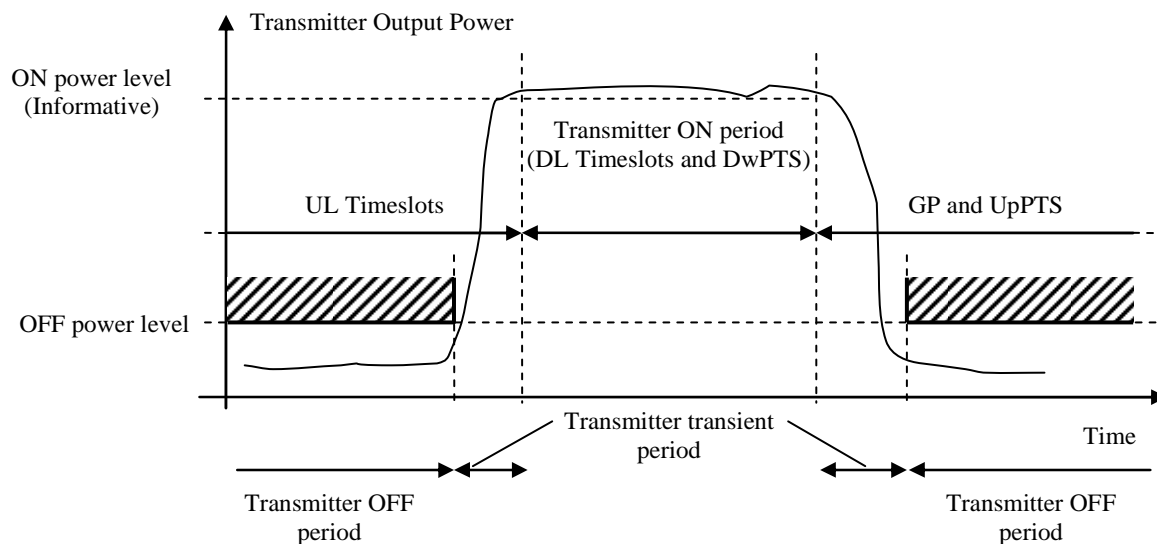 Transmitter Output Power
ON power level
(Informative)
Transmitter ON period
(DL Timeslots and DwPTS)
UL Timeslots
GP and UpPTS
OFF power level
Transmitter transient
period
Time
Transmitter OFF
period
Transmitter OFF
period